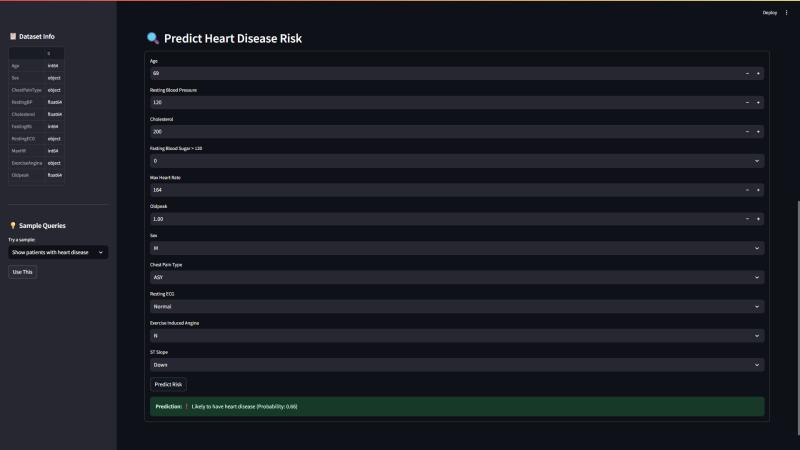 Deploy
Dataset Info
0
Age int64
Sex object
ChestPainType object
RestingBP float64
Cholesterol float64
FastingBS int64
RestingECG object
MaxHR int64
ExerciseAngina object
Oldpeak float64
Sample Queries
Try a sample:
Show patients with heart disease
Use This
Predict Heart Disease Risk
Age
69
Resting Blood Pressure
120
Cholesterol
200
Fasting Blood Sugar > 120
0
Max Heart Rate
164
Oldpeak
1.00
Sex
M
Chest Pain Type
ASY
Resting ECG
Normal
Exercise Induced Angina
N
ST Slope
Down
Predict Risk
Prediction: ❗ Likely to have heart disease (Probability: 0.66)